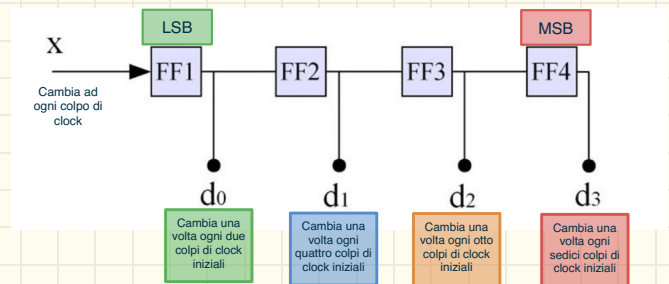 LSB
MSB
X
FF1
FF2
FF3
FF4
Cambia ad
ogni colpo di
clock
d0
d1
d2
d3
Cambia una
volta ogni due
colpi di clock
iniziali
Cambia una
volta ogni
quattro colpi di
clock iniziali
Cambia una
volta ogni otto
colpi di clock
iniziali
Cambia una
volta ogni
sedici colpi di
clock iniziali